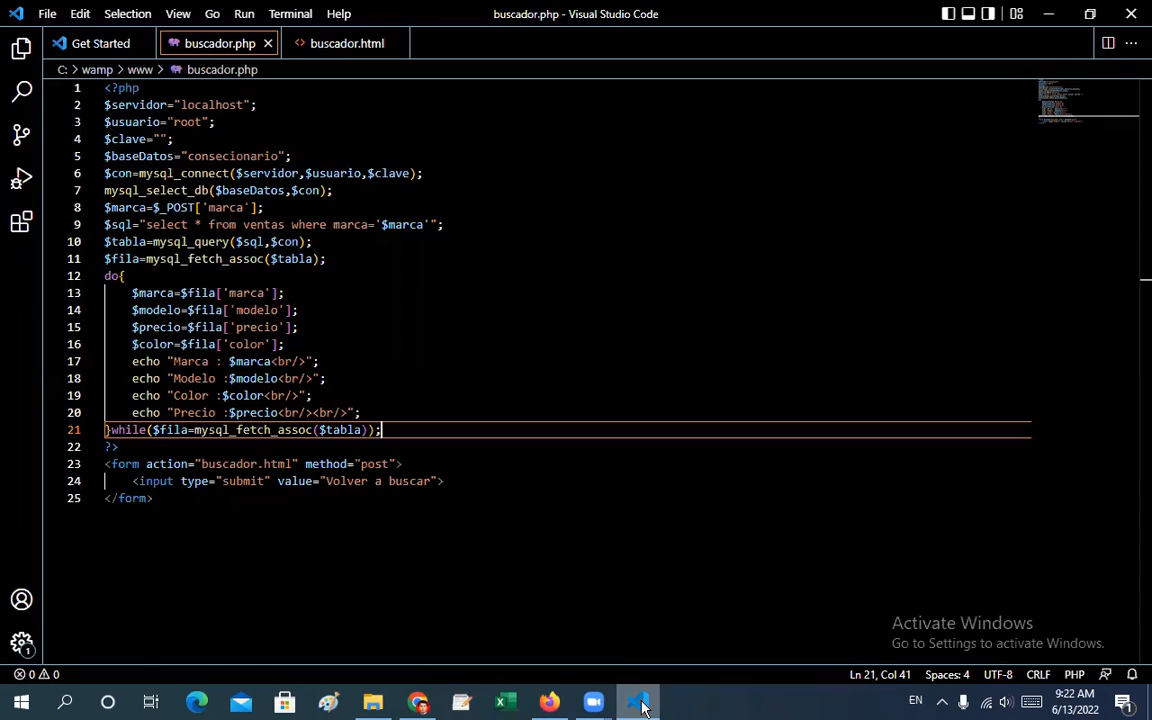 File Edit Selection View Go Run Terminal Help buscador.php - Visual Studio Code
Get Started buscador.php buscador.html
C: > wamp > www > buscador.php
1 <?php
2 $servidor="localhost";
3 $usuario="root";
4 $clave="";
5 $baseDatos="consecionario";
6 $con=mysql_connect($servidor,$usuario,$clave);
7 mysql_select_db($baseDatos,$con);
8 $marca=$_POST['marca'];
9 $sql="select * from ventas where marca='$marca'";
10 $tabla=mysql_query($sql,$con);
11 $fila=mysql_fetch_assoc($tabla);
12 do{
13 $marca=$fila['marca'];
14 $modelo=$fila['modelo'];
15 $precio=$fila['precio'];
16 $color=$fila['color'];
17 echo "Marca : $marca<br/>";
18 echo "Modelo :$modelo<br/>";
19 echo "Color :$color<br/>";
20 echo "Precio :$precio<br/><br/>";
21 }while($fila=mysql_fetch_assoc($tabla));
22 ?>
23 <form action="buscador.html" method="post">
24 <input type="submit" value="Volver a buscar">
25 </form>
Activate Windows
Go to Settings to activate Windows.
1
0 0 Ln 21, Col 41 Spaces: 4 UTF-8 CRLF PHP
EN 9:22 AM
6/13/2022 1